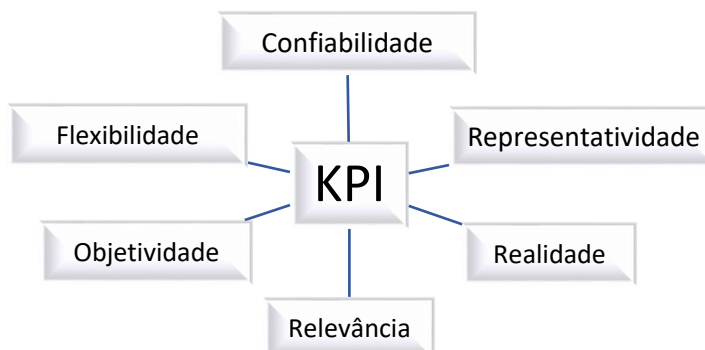 Confiabilidade
Flexibilidade
Representatividade
KPI
Objetividade
Realidade
Relevância